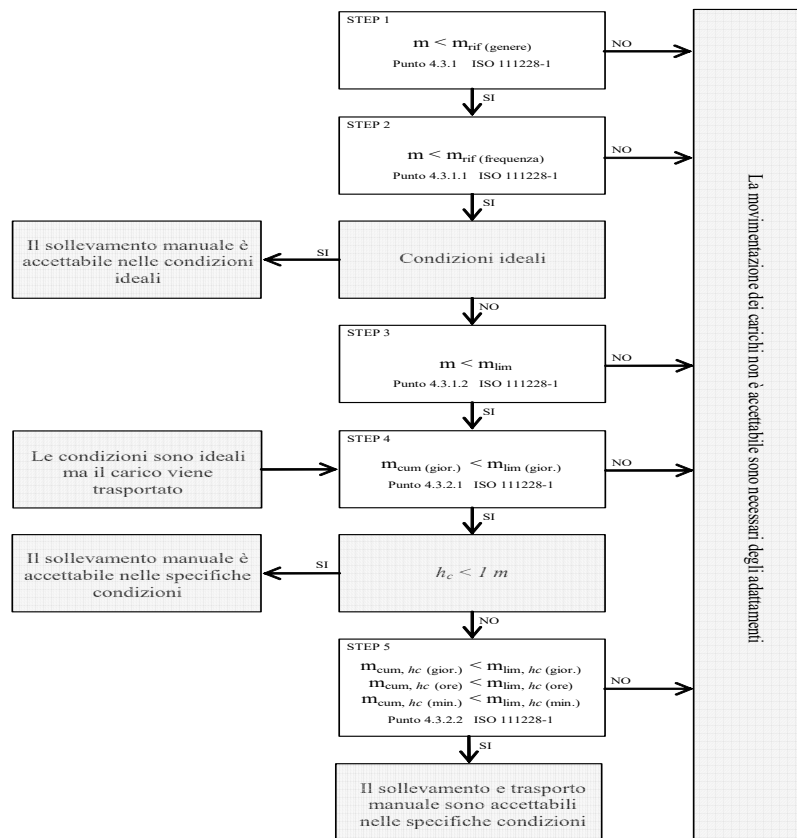 STEP 1
m < mrif (genere)
Punto 4.3.1 ISO 111228-1
NO
SI
STEP 2
m < mrif (frequenza)
Punto 4.3.1.1 ISO 111228-1
NO
SI
Il sollevamento manuale è
accettabile nelle condizioni
ideali
SI
Condizioni ideali
NO
STEP 3
m < mlim
Punto 4.3.1.2 ISO 111228-1
NO
SI
Le condizioni sono ideali
ma il carico viene
trasportato
STEP 4
mcum (gior.) < mlim (gior.)
Punto 4.3.2.1 ISO 111228-1
NO
SI
Il sollevamento manuale è
accettabile nelle specifiche
condizioni
SI
hc < 1 m
NO
STEP 5
mcum, hc (gior.) < mlim, hc (gior.)
mcum, hc (ore) < mlim, hc (ore)
mcum, hc (min.) < mlim, hc (min.)
Punto 4.3.2.2 ISO 111228-1
NO
SI
Il sollevamento e trasporto
manuale sono accettabili
nelle specifiche condizioni
La movimentazione dei carichi non è accettabile sono necessari degli adattamenti